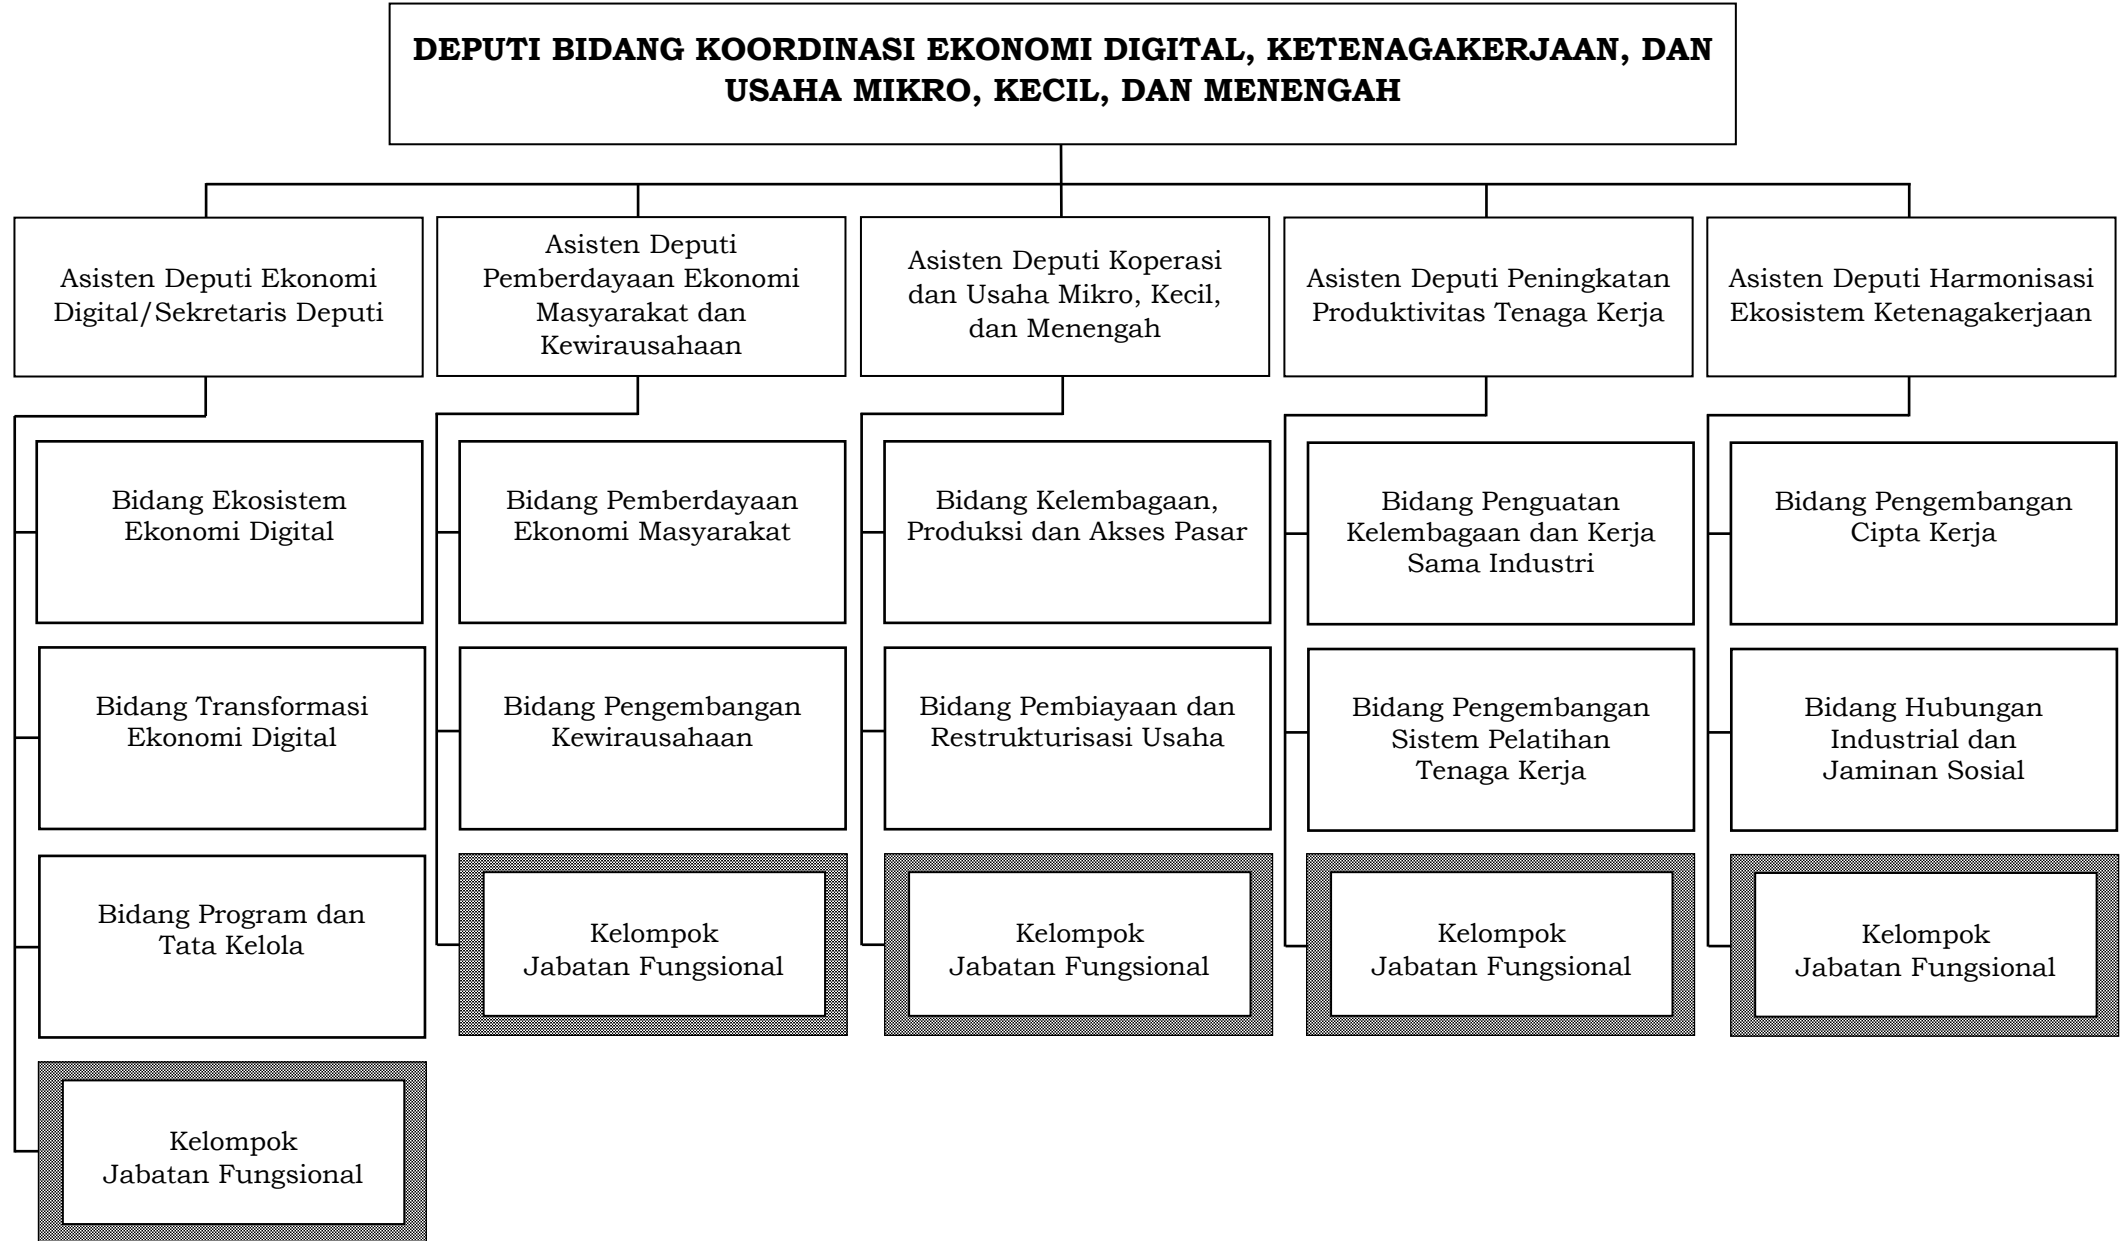 DEPUTI BIDANG KOORDINASI EKONOMI DIGITAL, KETENAGAKERJAAN, DAN
USAHA MIKRO, KECIL, DAN MENENGAH
Asisten Deputi Ekonomi
Digital/Sekretaris Deputi
Asisten Deputi
Pemberdayaan Ekonomi
Masyarakat dan
Kewirausahaan
Asisten Deputi Koperasi
dan Usaha Mikro, Kecil,
dan Menengah
Asisten Deputi Peningkatan
Produktivitas Tenaga Kerja
Asisten Deputi Harmonisasi
Ekosistem Ketenagakerjaan
Bidang Ekosistem
Ekonomi Digital
Bidang Pemberdayaan
Ekonomi Masyarakat
Bidang Kelembagaan,
Produksi dan Akses Pasar
Bidang Penguatan
Kelembagaan dan Kerja
Sama Industri
Bidang Pengembangan
Cipta Kerja
Bidang Transformasi
Ekonomi Digital
Bidang Pengembangan
Kewirausahaan
Bidang Pembiayaan dan
Restrukturisasi Usaha
Bidang Pengembangan
Sistem Pelatihan
Tenaga Kerja
Bidang Hubungan
Industrial dan
Jaminan Sosial
Bidang Program dan
Tata Kelola
Kelompok
Jabatan Fungsional
Kelompok
Jabatan Fungsional
Kelompok
Jabatan Fungsional
Kelompok
Jabatan Fungsional
Kelompok
Jabatan Fungsional